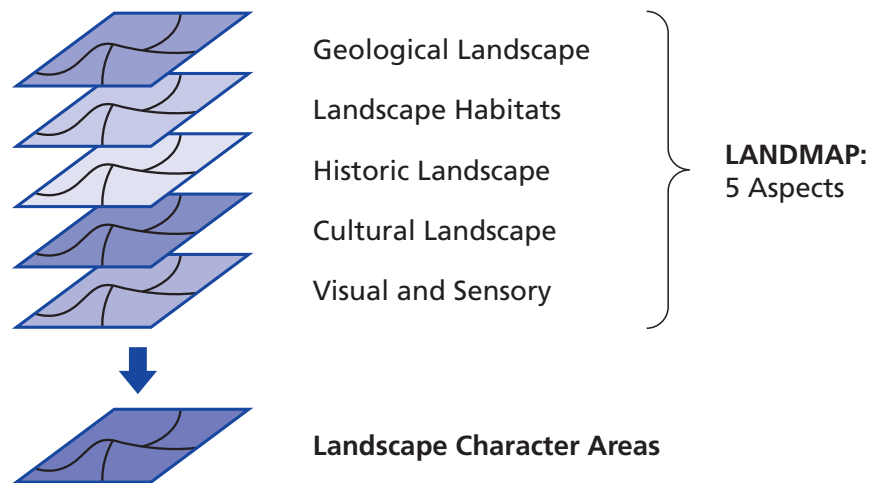 Geological Landscape
Landscape Habitats
Historic Landscape
Cultural Landscape
Visual and Sensory
LANDMAP:
5 Aspects
Landscape Character Areas